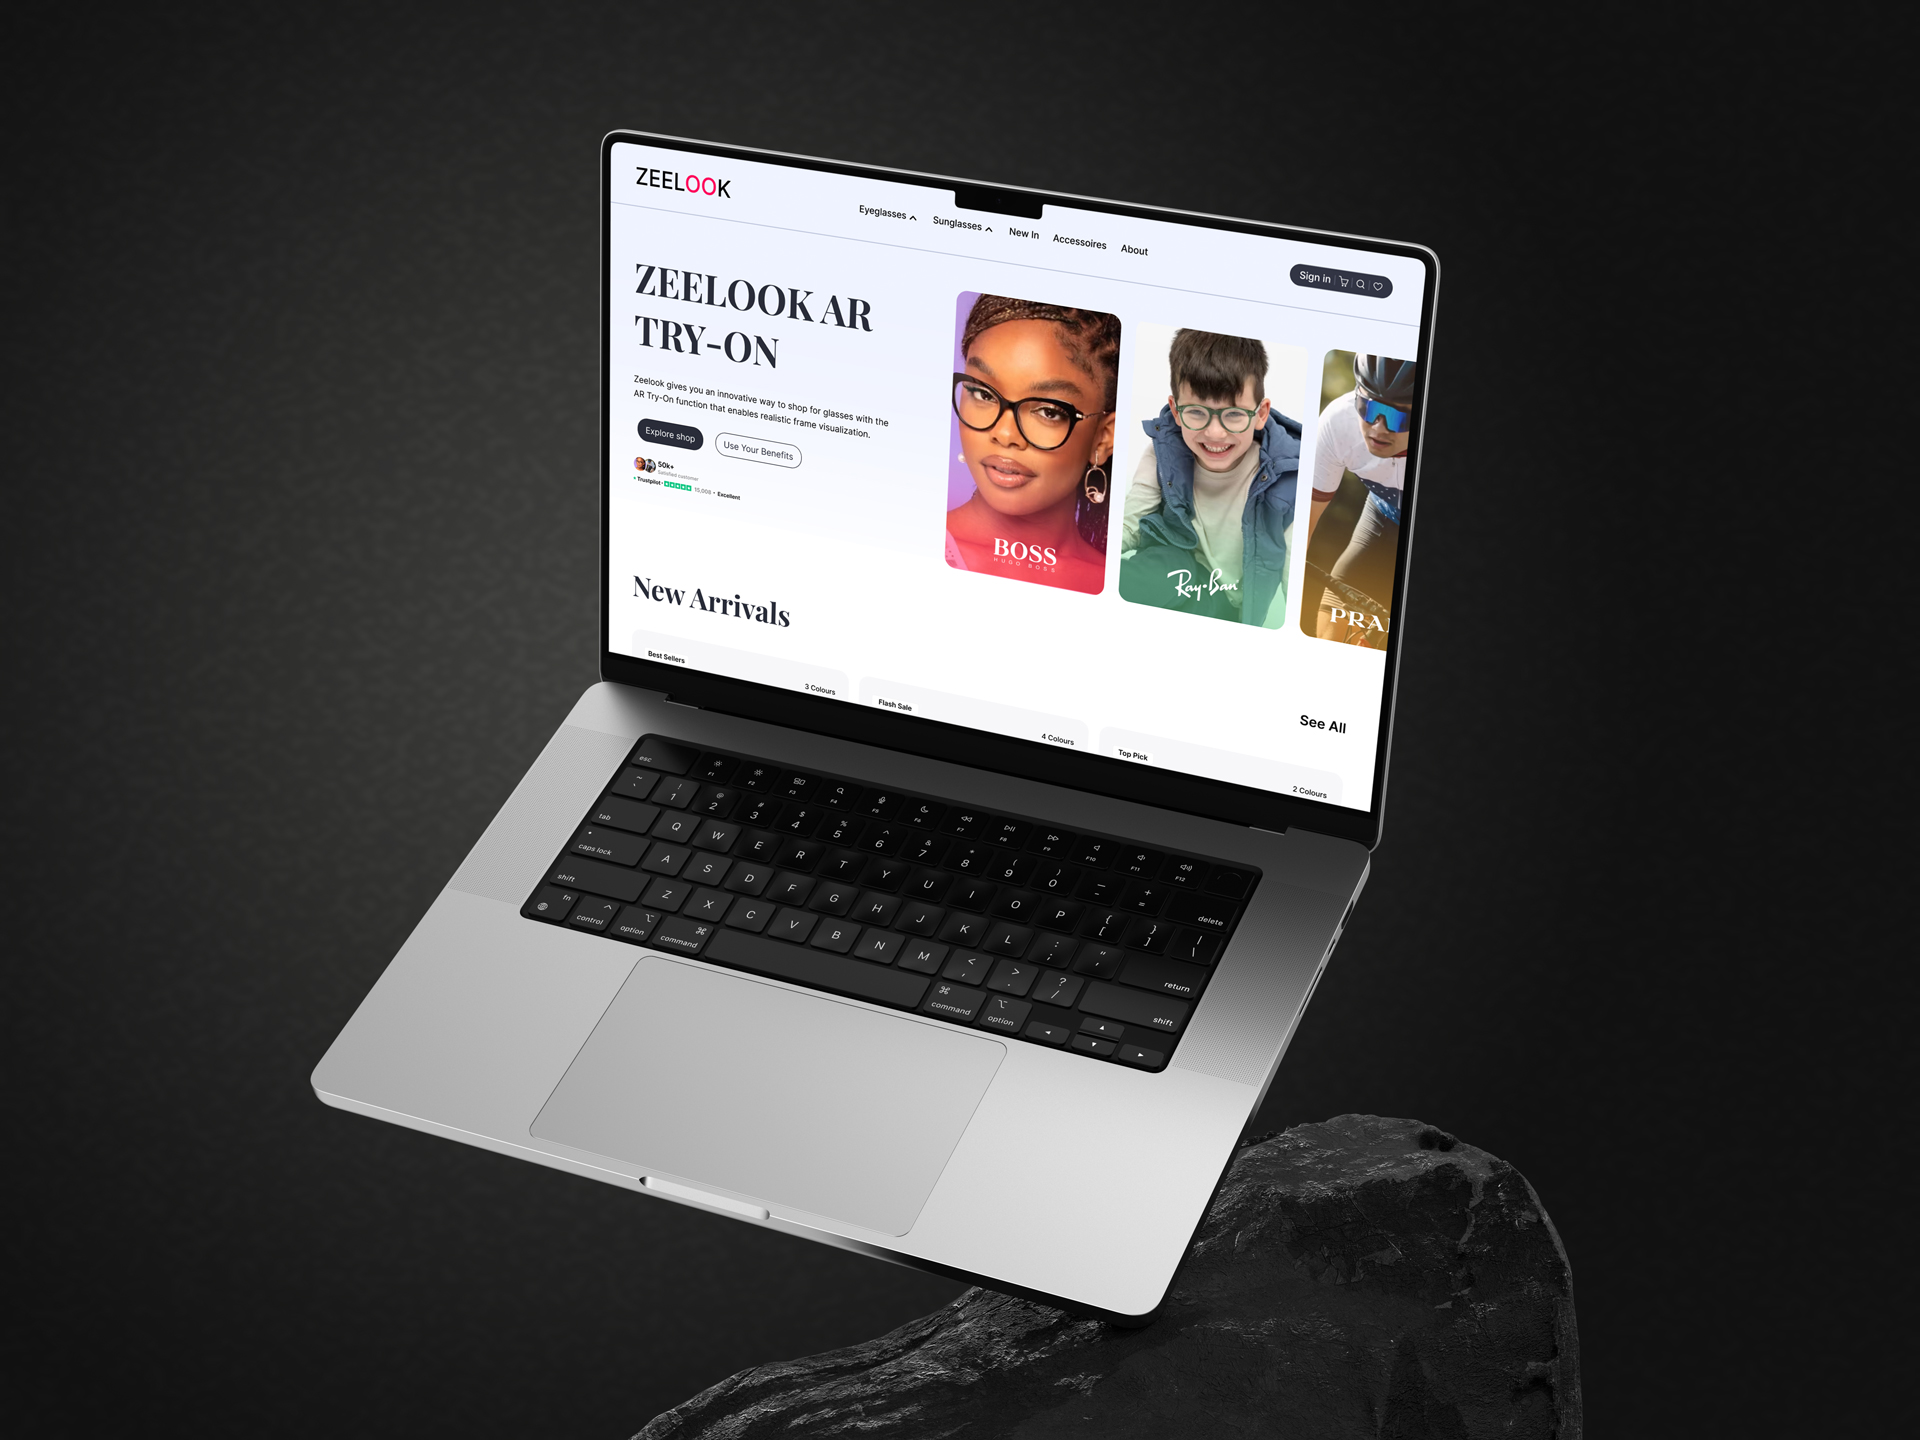 ZEELOOK
Eyeglasses Sunglasses New In Accessoires About
Sign in
ZEELOOK AR
TRY-ON
Zeelook gives you an innovative way to shop for glasses with the
AR Try-On function that enables realistic frame visualization.
Explore shop Use Your Benefits
50k+
Satisfied customer
Trustpilot 15,008 • Excellent
BOSS
HUGO BOSS
Ray-Ban
PRA
New Arrivals
See All
Best Sellers
3 Colours
Flash Sale
4 Colours
Top Pick
2 Colours
esc F1 F2 F3 F4 F5 F6 F7 F8 F9 F10 F11 F12
~ ! @ # $ % ^ & * ( ) — +
` 1 2 3 4 5 6 7 8 9 0 - = delete
tab Q W E R T Y U I O P { [ } ] | \
caps lock A S D F G H J K L : ; " ' return
shift Z X C V B N M < , > . ? / shift
fn control option command command option